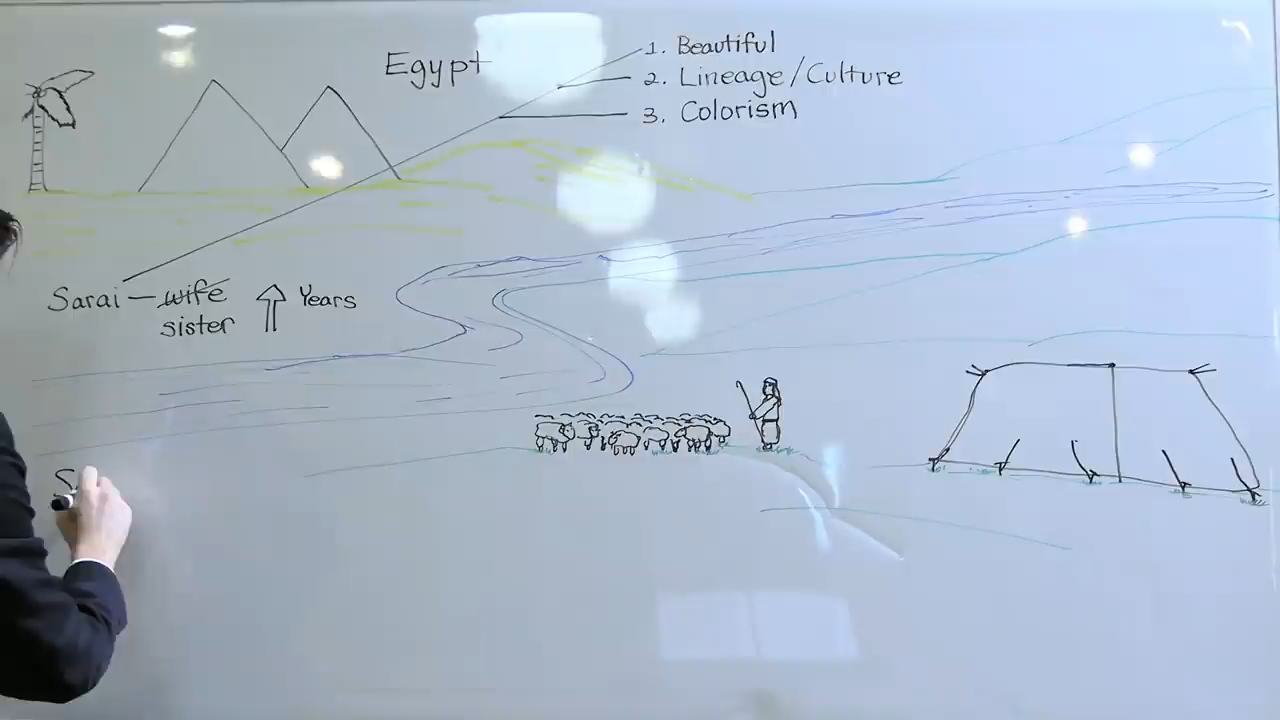 Egypt
1. Beautiful
2. Lineage/Culture
3. Colorism
Sarai — wife
sister
Years
S